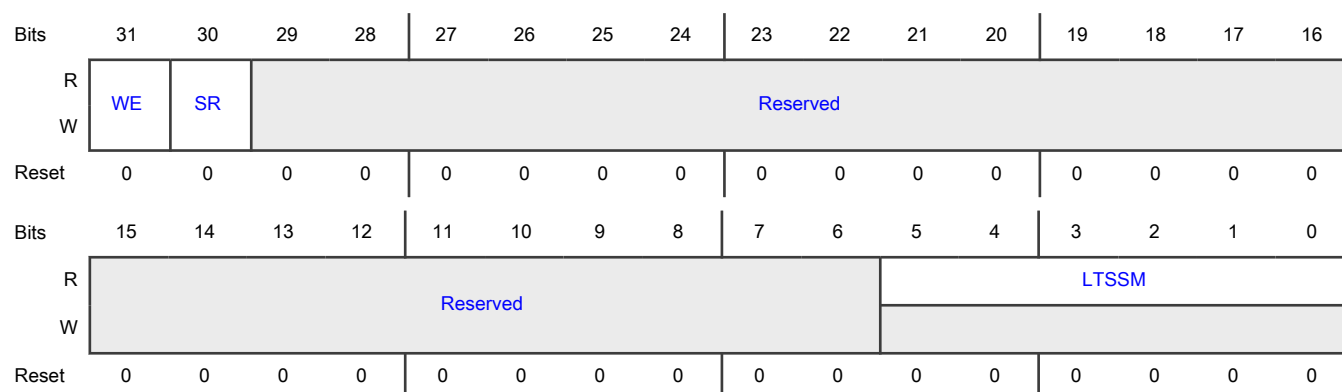 Bits 31 30 29 28 27 26 25 24 23 22 21 20 19 18 17 16
R
WE SR Reserved
W
Reset 0 0 0 0 0 0 0 0 0 0 0 0 0 0 0 0
Bits 15 14 13 12 11 10 9 8 7 6 5 4 3 2 1 0
R LTSSM
Reserved
W
Reset 0 0 0 0 0 0 0 0 0 0 0 0 0 0 0 0